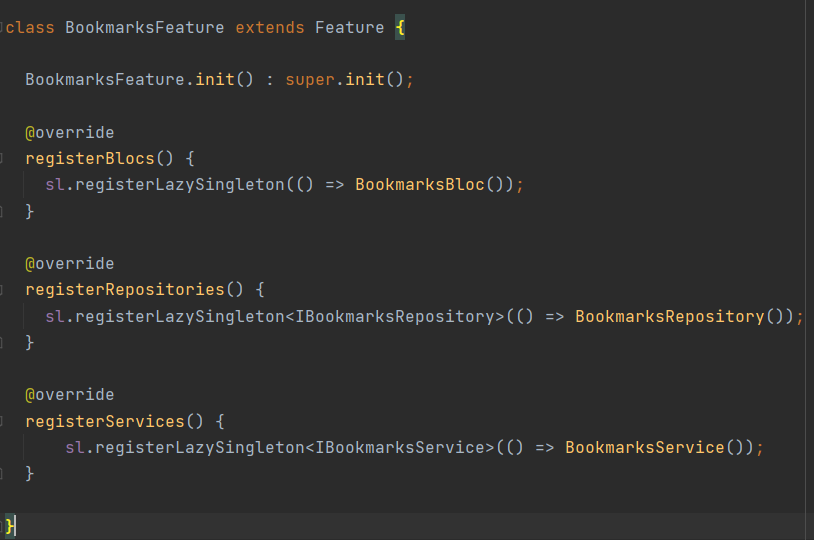 class BookmarksFeature extends Feature {
BookmarksFeature.init() : super.init();
@override
registerBlocs() {
sl.registerLazySingleton(() => BookmarksBloc());
}
@override
registerRepositories() {
sl.registerLazySingleton<IBookmarksRepository>(() => BookmarksRepository());
}
@override
registerServices() {
sl.registerLazySingleton<IBookmarksService>(() => BookmarksService());
}
}